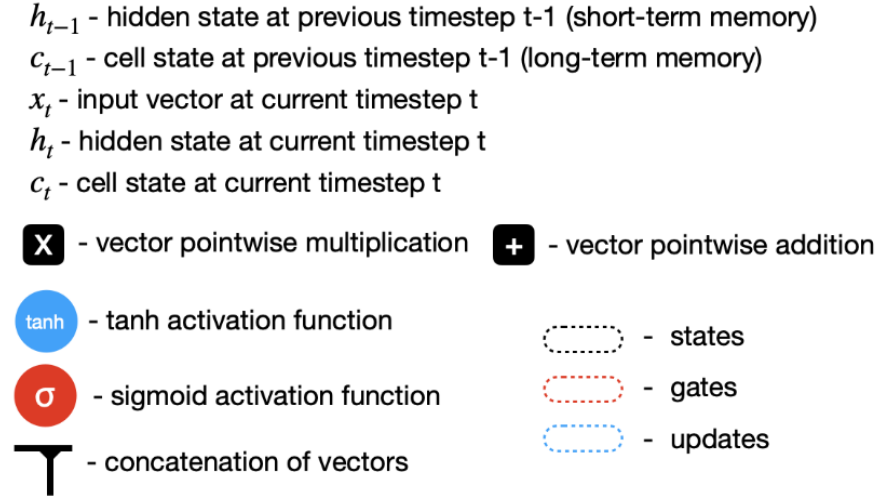 h_{t−1} - hidden state at previous timestep t-1 (short-term memory)
c_{t−1} - cell state at previous timestep t-1 (long-term memory)
x_t - input vector at current timestep t
h_t - hidden state at current timestep t
c_t - cell state at current timestep t
X - vector pointwise multiplication + - vector pointwise addition
tanh - tanh activation function
- states
σ - sigmoid activation function
- gates
- updates
- concatenation of vectors